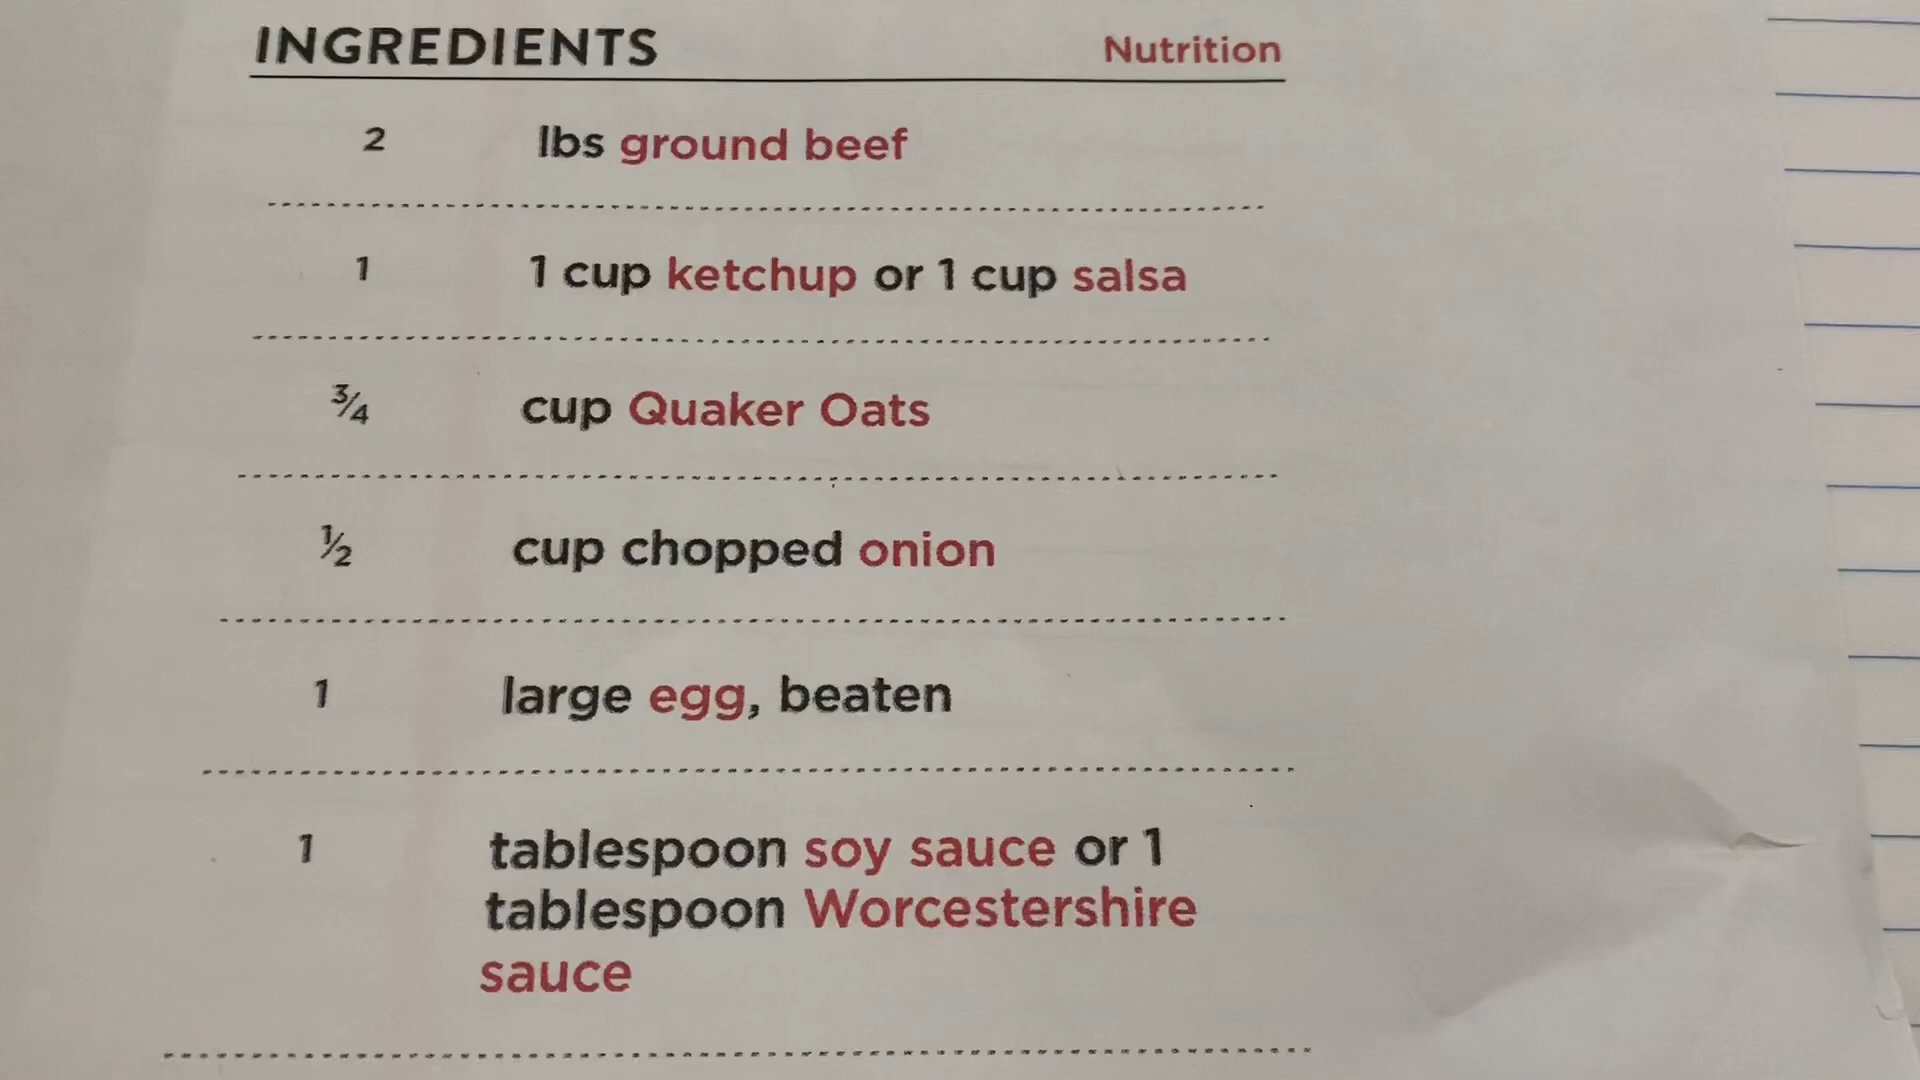 INGREDIENTS Nutrition
2 lbs ground beef
1 1 cup ketchup or 1 cup salsa
¾ cup Quaker Oats
½ cup chopped onion
1 large egg, beaten
1 tablespoon soy sauce or 1
tablespoon Worcestershire
sauce